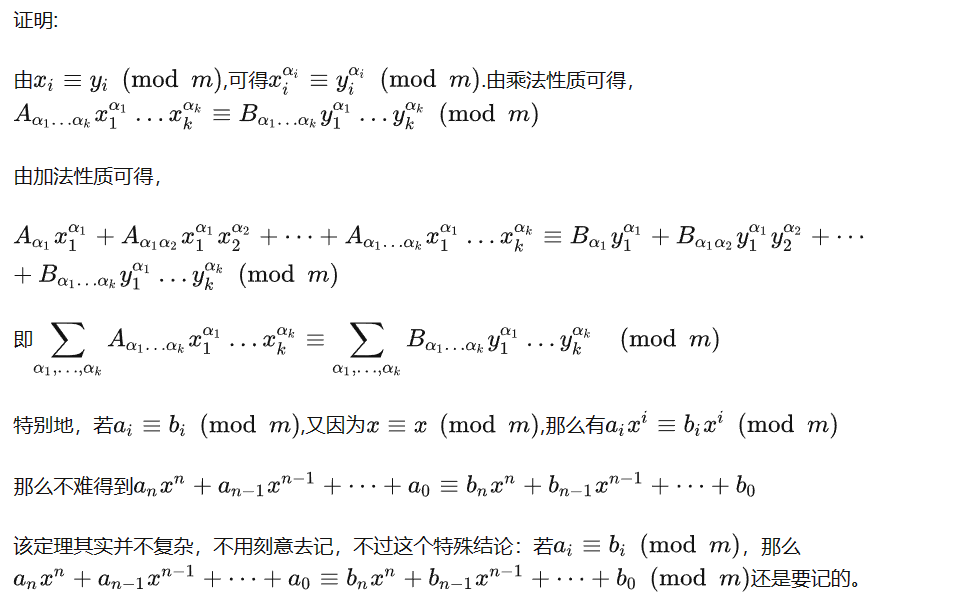 证明:
由$x_i \equiv y_i \pmod{m}$,可得$x_i^{\alpha_i} \equiv y_i^{\alpha_i} \pmod{m}$.由乘法性质可得，
$A_{\alpha_1 \ldots \alpha_k} x_1^{\alpha_1} \ldots x_k^{\alpha_k} \equiv B_{\alpha_1 \ldots \alpha_k} y_1^{\alpha_1} \ldots y_k^{\alpha_k} \pmod{m}$
由加法性质可得，
$A_{\alpha_1} x_1^{\alpha_1} + A_{\alpha_1 \alpha_2} x_1^{\alpha_1} x_2^{\alpha_2} + \cdots + A_{\alpha_1 \ldots \alpha_k} x_1^{\alpha_1} \ldots x_k^{\alpha_k} \equiv B_{\alpha_1} y_1^{\alpha_1} + B_{\alpha_1 \alpha_2} y_1^{\alpha_1} y_2^{\alpha_2} + \cdots$
$+ B_{\alpha_1 \ldots \alpha_k} y_1^{\alpha_1} \ldots y_k^{\alpha_k} \pmod{m}$
即$\sum_{\alpha_1, \ldots, \alpha_k} A_{\alpha_1 \ldots \alpha_k} x_1^{\alpha_1} \ldots x_k^{\alpha_k} \equiv \sum_{\alpha_1, \ldots, \alpha_k} B_{\alpha_1 \ldots \alpha_k} y_1^{\alpha_1} \ldots y_k^{\alpha_k} \pmod{m}$
特别地，若$a_i \equiv b_i \pmod{m}$,又因为$x \equiv x \pmod{m}$,那么有$a_i x^i \equiv b_i x^i \pmod{m}$
那么不难得到$a_n x^n + a_{n-1} x^{n-1} + \cdots + a_0 \equiv b_n x^n + b_{n-1} x^{n-1} + \cdots + b_0$
该定理其实并不复杂，不用刻意去记，不过这个特殊结论：若$a_i \equiv b_i \pmod{m}$，那么
$a_n x^n + a_{n-1} x^{n-1} + \cdots + a_0 \equiv b_n x^n + b_{n-1} x^{n-1} + \cdots + b_0 \pmod{m}$还是要记的。